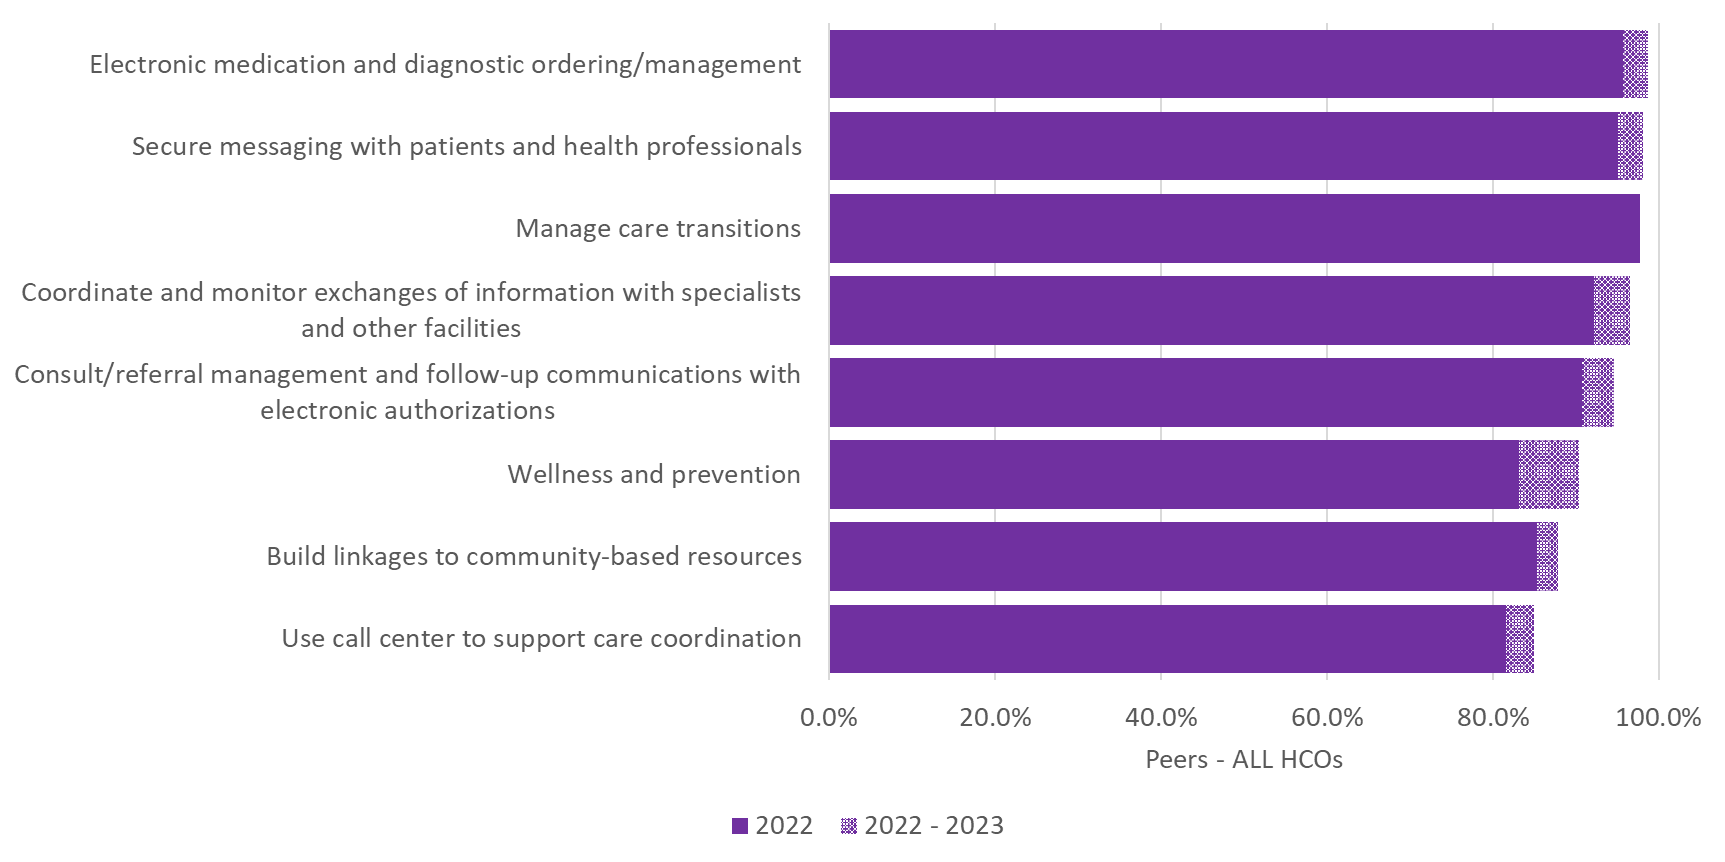 Electronic medication and diagnostic ordering/management
Secure messaging with patients and health professionals
Manage care transitions
Coordinate and monitor exchanges of information with specialists
and other facilities
Consult/referral management and follow-up communications with
electronic authorizations
Wellness and prevention
Build linkages to community-based resources
Use call center to support care coordination
0.0% 20.0% 40.0% 60.0% 80.0% 100.0%
Peers - ALL HCOs
2022 2022 - 2023